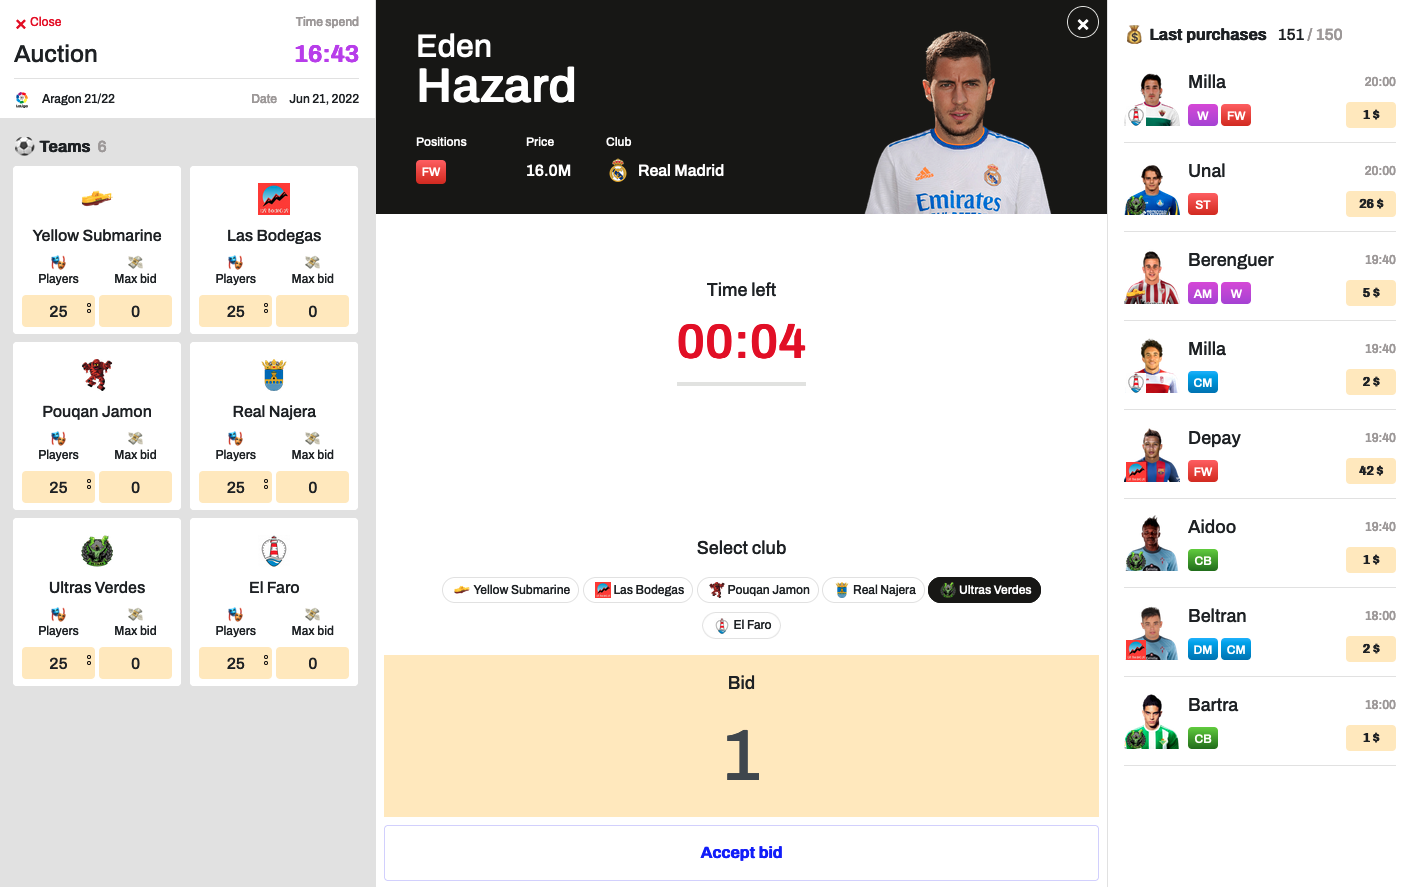 Close
Time spend
Auction
16:43
Aragon 21/22
Date Jun 21, 2022
Teams 6
Yellow Submarine
Players Max bid
25 0
Las Bodegas
Players Max bid
25 0
Pouqan Jamon
Players Max bid
25 0
Real Najera
Players Max bid
25 0
Ultras Verdes
Players Max bid
25 0
El Faro
Players Max bid
25 0
Eden
Hazard
Positions Price Club
FW 16.0M Real Madrid
Emirates
Time left
00:04
Select club
Yellow Submarine Las Bodegas Pouqan Jamon Real Najera Ultras Verdes
El Faro
Bid
1
Accept bid
Last purchases 151 / 150
Milla 20:00
W FW 1 $
Unal 20:00
ST 26 $
Berenguer 19:40
AM W 5 $
Milla 19:40
CM 2 $
Depay 19:40
FW 42 $
Aidoo 19:40
CB 1 $
Beltran 18:00
DM CM 2 $
Bartra 18:00
CB 1 $